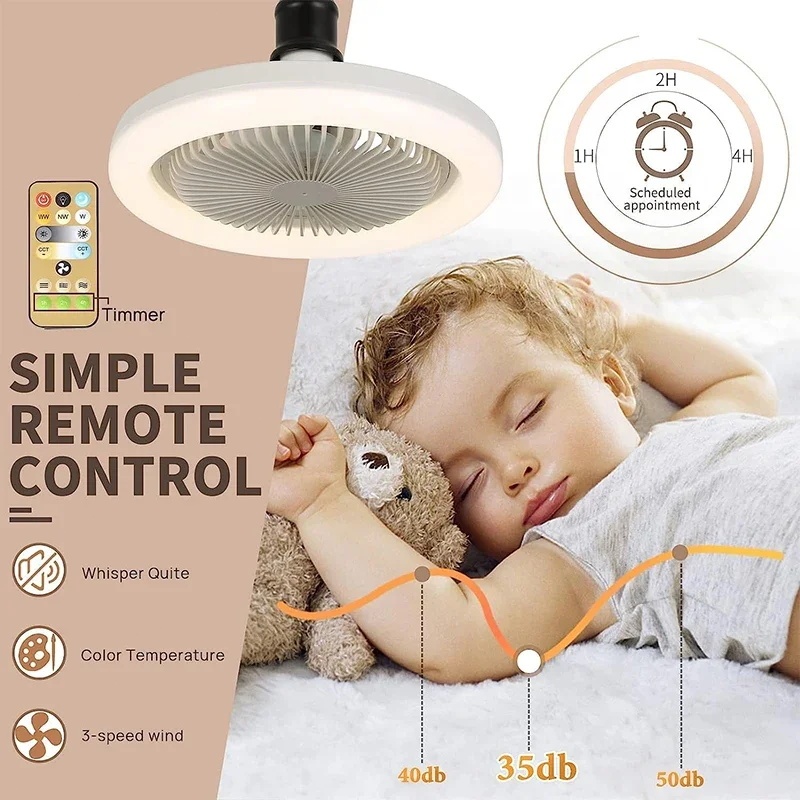 2H
1H
4H
Scheduled
appointment
WW NW W
CCT CCT
- +
Timmer
SIMPLE
REMOTE
CONTROL
Whisper Quite
Color Temperature
3-speed wind
40db
35db
50db